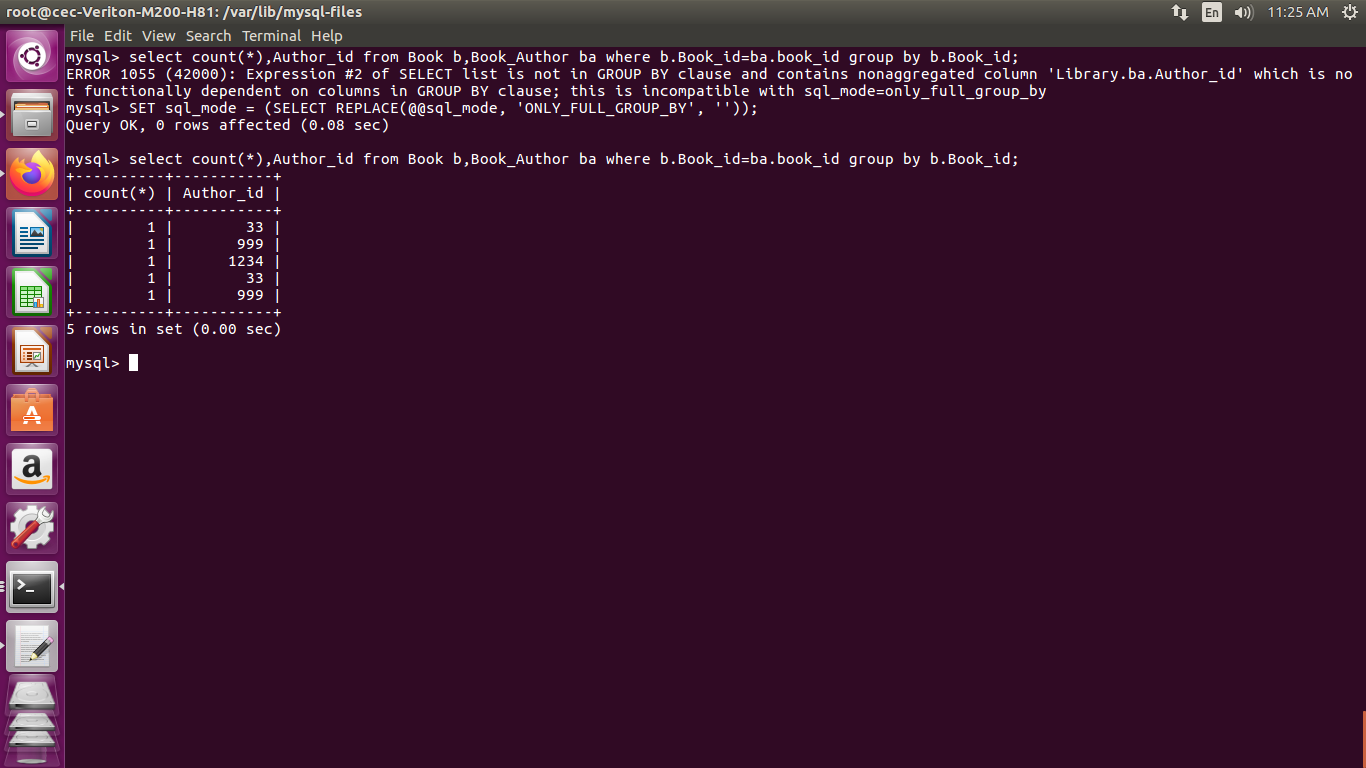 root@cec-Veriton-M200-H81: /var/lib/mysql-files
En
11:25 AM
File Edit View Search Terminal Help
mysql> select count(*),Author_id from Book b,Book_Author ba where b.Book_id=ba.book_id group by b.Book_id;
ERROR 1055 (42000): Expression #2 of SELECT list is not in GROUP BY clause and contains nonaggregated column 'Library.ba.Author_id' which is no
t functionally dependent on columns in GROUP BY clause; this is incompatible with sql_mode=only_full_group_by
mysql> SET sql_mode = (SELECT REPLACE(@@sql_mode, 'ONLY_FULL_GROUP_BY', ''));
Query OK, 0 rows affected (0.08 sec)
mysql> select count(*),Author_id from Book b,Book_Author ba where b.Book_id=ba.book_id group by b.Book_id;
+----------+-----------+
| count(*) | Author_id |
+----------+-----------+
|        1 |        33 |
|        1 |       999 |
|        1 |      1234 |
|        1 |        33 |
|        1 |       999 |
+----------+-----------+
5 rows in set (0.00 sec)
mysql>